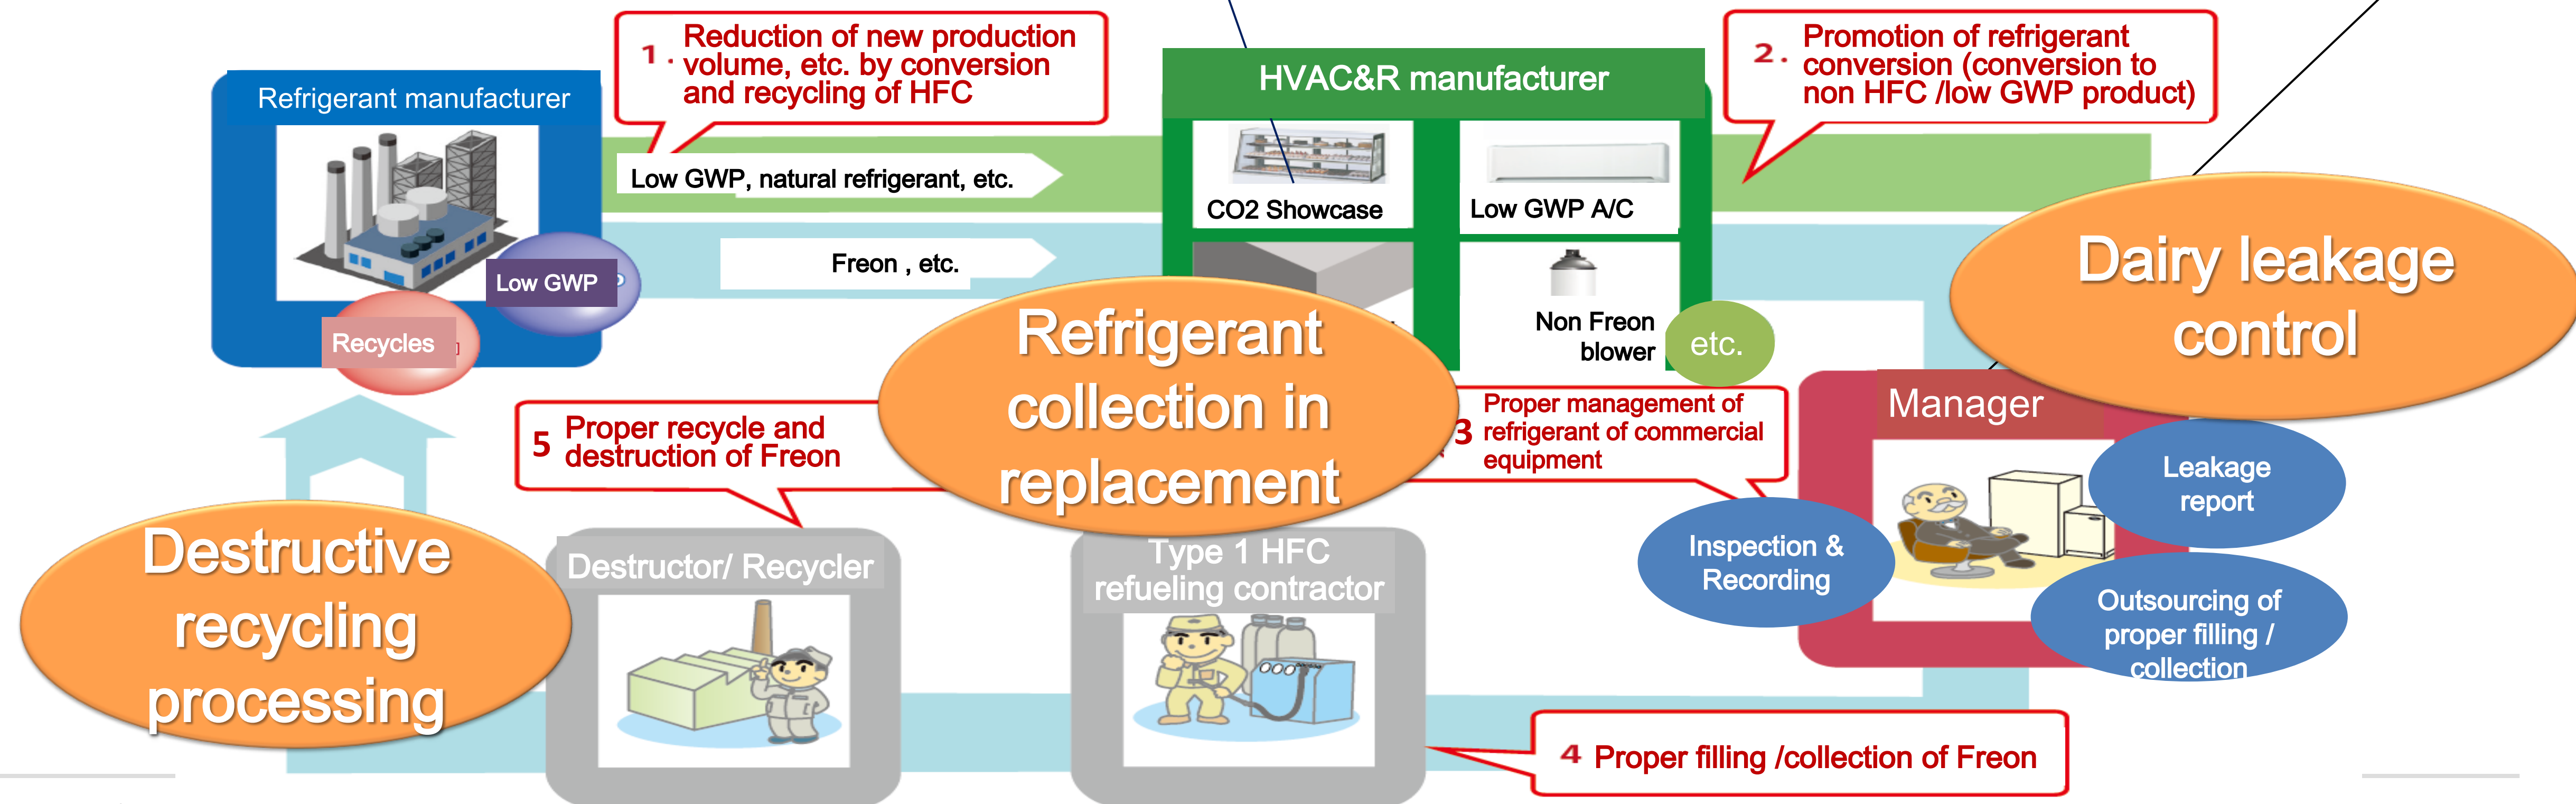 1.
Reduction of new production
volume, etc. by conversion
and recycling of HFC
2.
Promotion of refrigerant
conversion (conversion to
non HFC /low GWP product)
Refrigerant manufacturer
HVAC&R manufacturer
Low GWP, natural refrigerant, etc.
CO2 Showcase
Low GWP A/C
Freon , etc.
Low GWP
Recycles
Non Freon
blower
etc.
Dairy leakage
control
Refrigerant
collection in
replacement
Manager
5
Proper recycle and
destruction of Freon
3
Proper management of
refrigerant of commercial
equipment
Leakage
report
Inspection &
Recording
Outsourcing of
proper filling /
collection
Destructive
recycling
processing
Destructor/ Recycler
Type 1 HFC
refueling contractor
4 Proper filling /collection of Freon